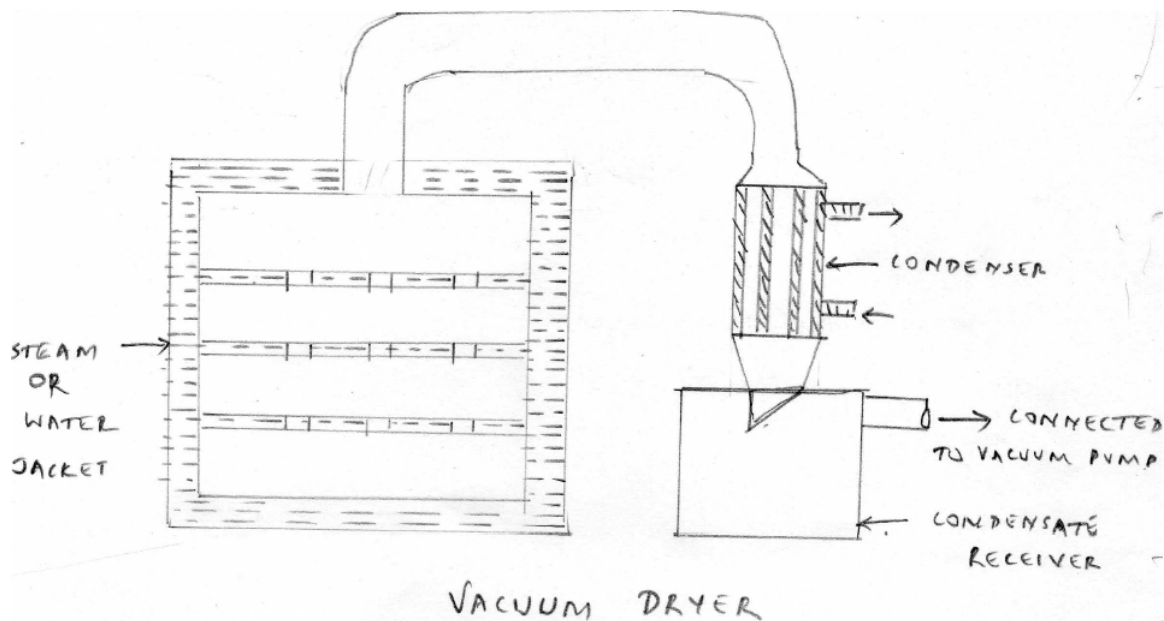 CONDENSER
STEAM
OR
WATER
JACKET
CONNECTED
TO VACUUM PUMP
CONDENSATE
RECEIVER
VACUUM DRYER